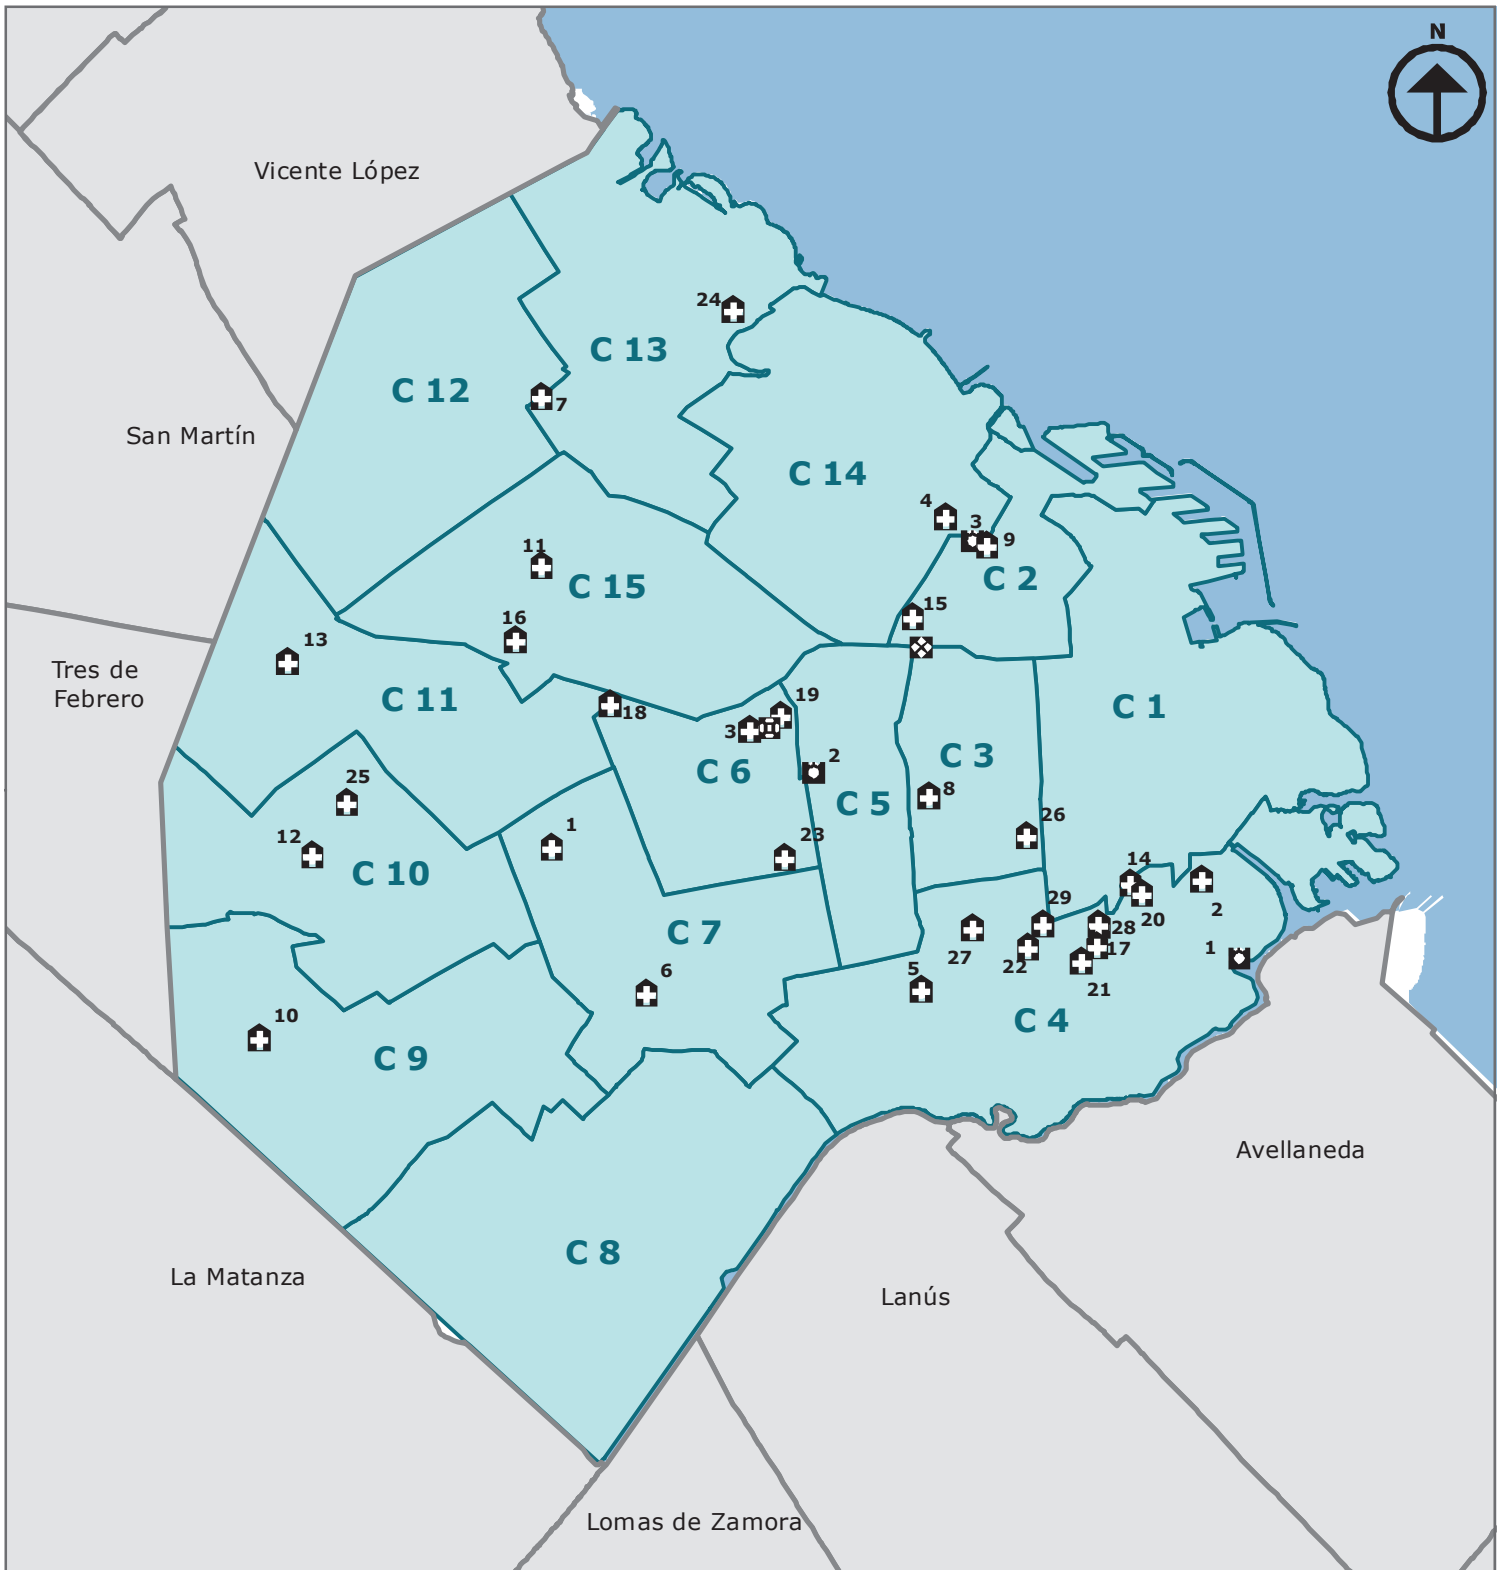 N
Vicente López
24
C 13
C 12
7
San Martín
C 14
4
3
9
11
C 15
C 2
15
16
13
Tres de
Febrero
C 11
18
19
3
C 1
2
C 6
C 3
25
C 5
8
26
12
1
23
14
C 10
20
2
29
28
C 7
27
22
17
1
6
5
21
10
C 4
C 9
Avellaneda
C 8
La Matanza
Lanús
Lomas de Zamora